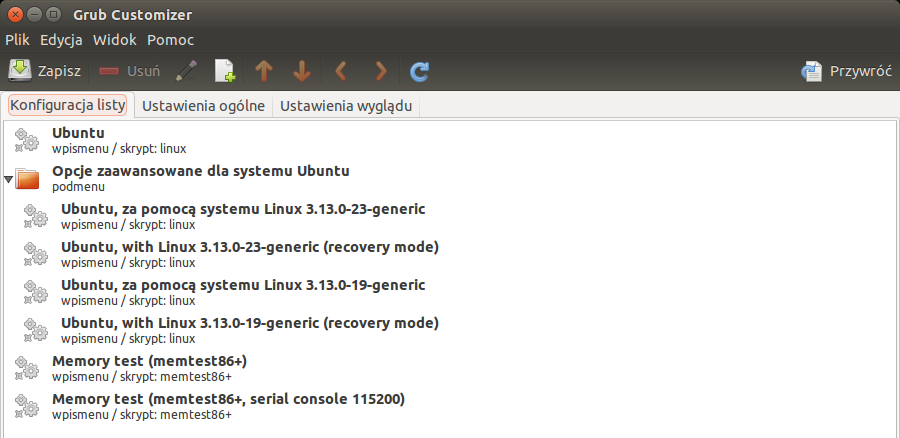 Grub Customizer
Plik Edycja Widok Pomoc
Zapisz Usuń Przywróć
Konfiguracja listy Ustawienia ogólne Ustawienia wyglądu
Ubuntu
wpismenu / skrypt: linux
Opcje zaawansowane dla systemu Ubuntu
podmenu
Ubuntu, za pomocą systemu Linux 3.13.0-23-generic
wpismenu / skrypt: linux
Ubuntu, with Linux 3.13.0-23-generic (recovery mode)
wpismenu / skrypt: linux
Ubuntu, za pomocą systemu Linux 3.13.0-19-generic
wpismenu / skrypt: linux
Ubuntu, with Linux 3.13.0-19-generic (recovery mode)
wpismenu / skrypt: linux
Memory test (memtest86+)
wpismenu / skrypt: memtest86+
Memory test (memtest86+, serial console 115200)
wpismenu / skrypt: memtest86+